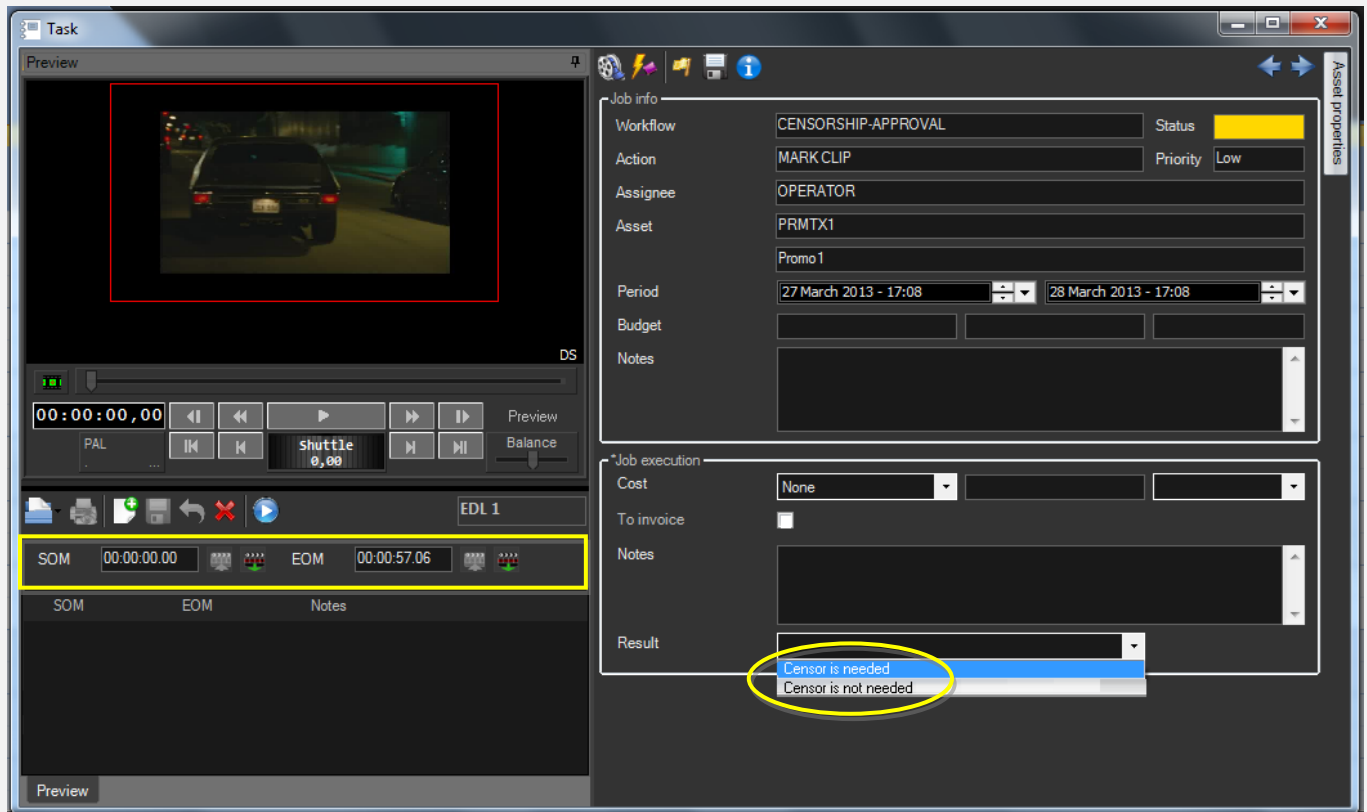 Task
Preview
DS
00:00:00,00
Preview
PAL
. ...
Shuttle
0,00
Balance
EDL 1
SOM 00:00:00.00 EOM 00:00:57.06
SOM EOM Notes
Preview
Asset properties
Job info
Workflow CENSORSHIP-APPROVAL Status
Action MARK CLIP Priority Low
Assignee OPERATOR
Asset PRMTX1
Promo1
Period 27 March 2013 - 17:08 28 March 2013 - 17:08
Budget
Notes
*Job execution
Cost None
To invoice
Notes
Result
Censor is needed
Censor is not needed